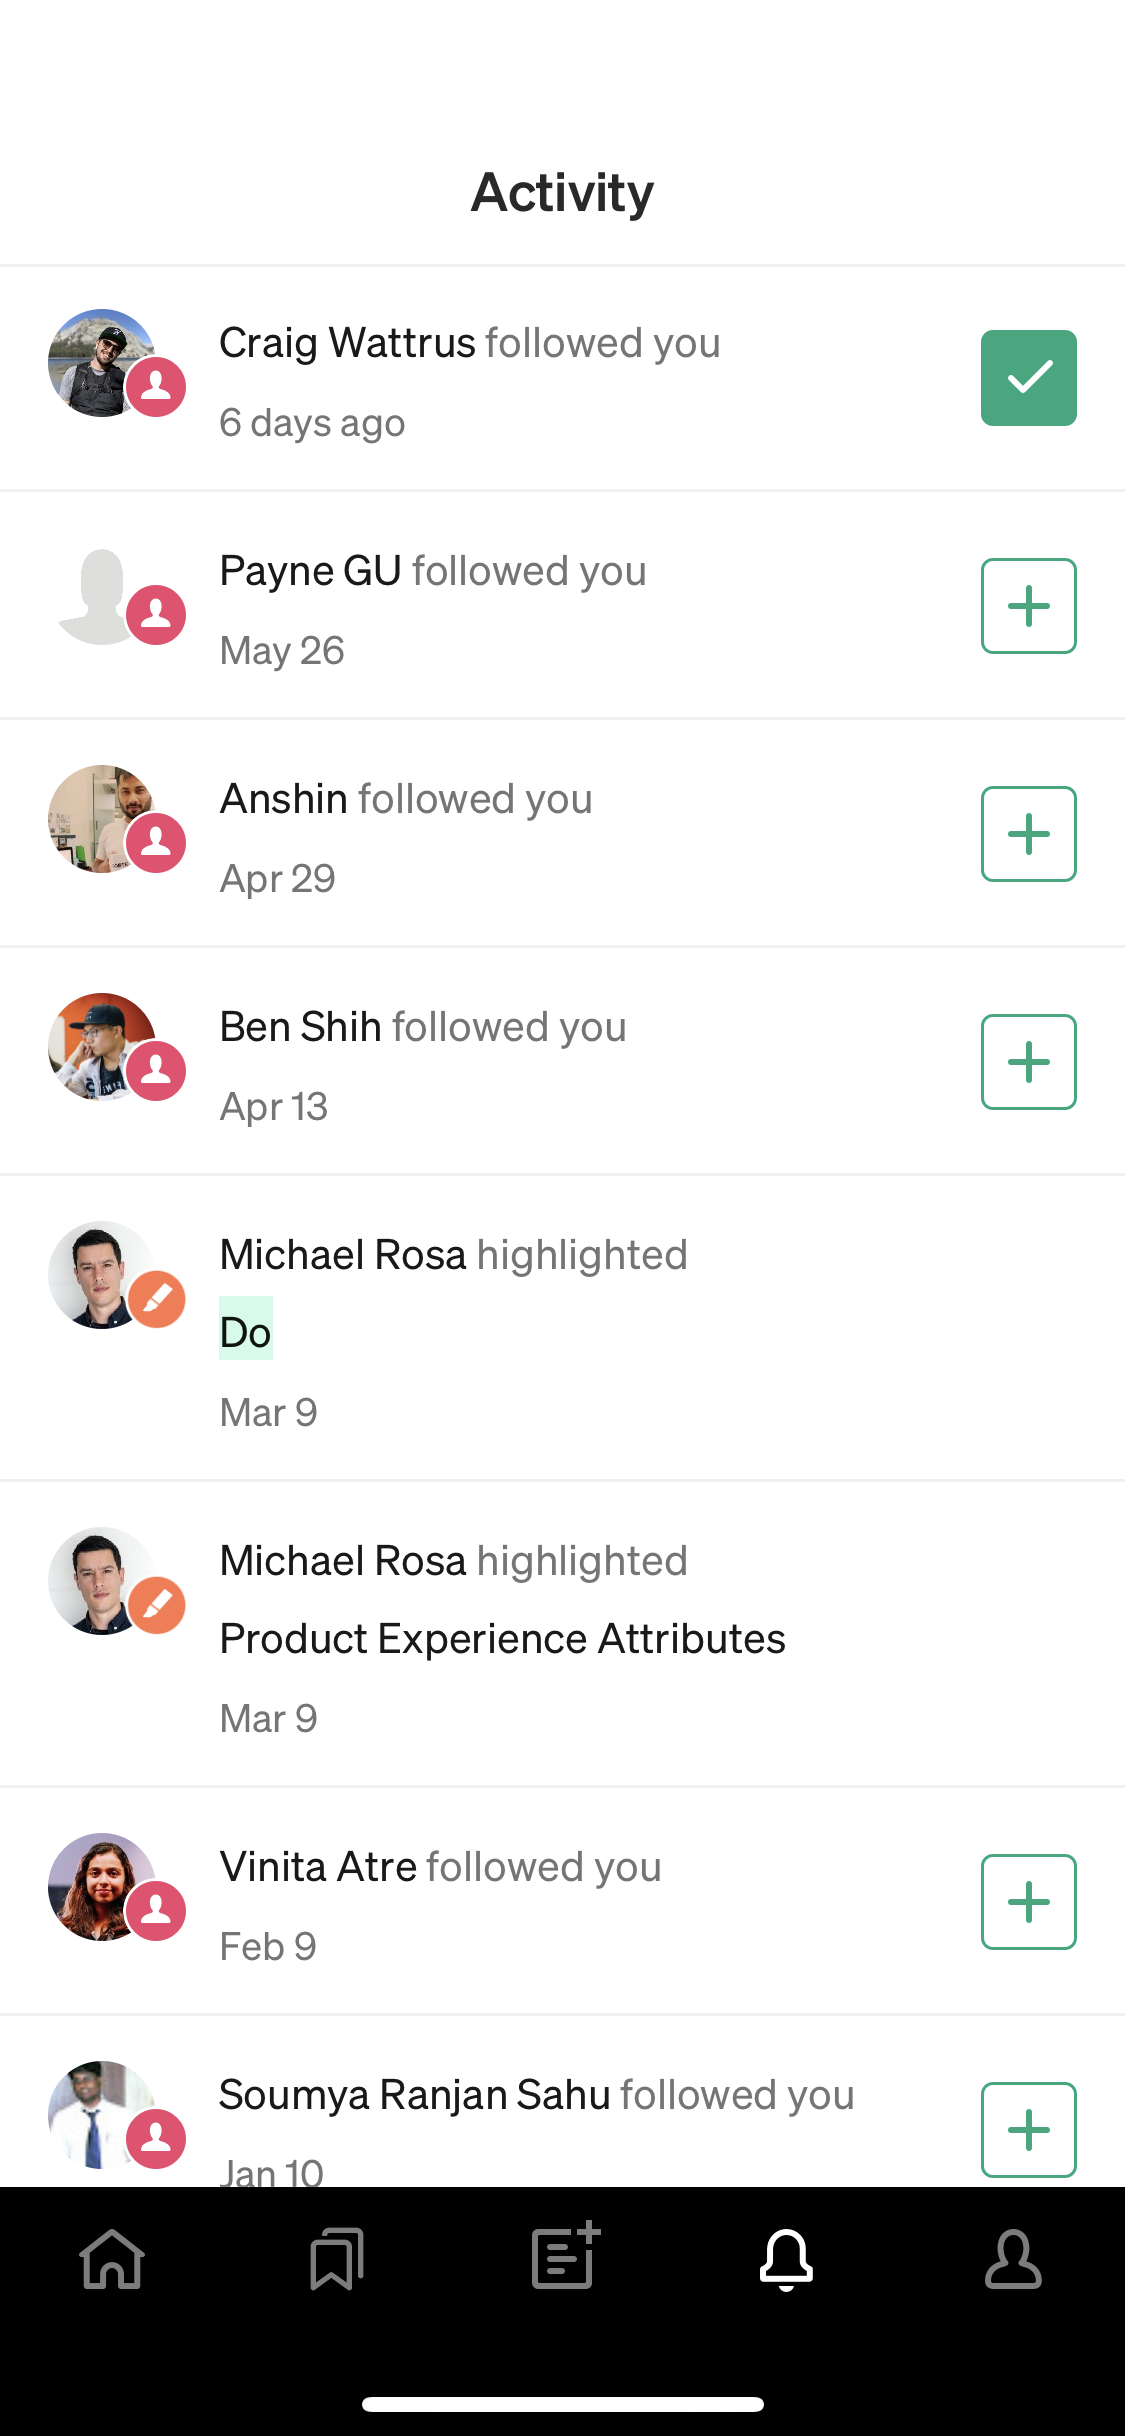 Activity
Craig Wattrus followed you
6 days ago
Payne GU followed you
May 26
Anshin followed you
Apr 29
Ben Shih followed you
Apr 13
Michael Rosa highlighted
Do
Mar 9
Michael Rosa highlighted
Product Experience Attributes
Mar 9
Vinita Atre followed you
Feb 9
Soumya Ranjan Sahu followed you
Jan 10